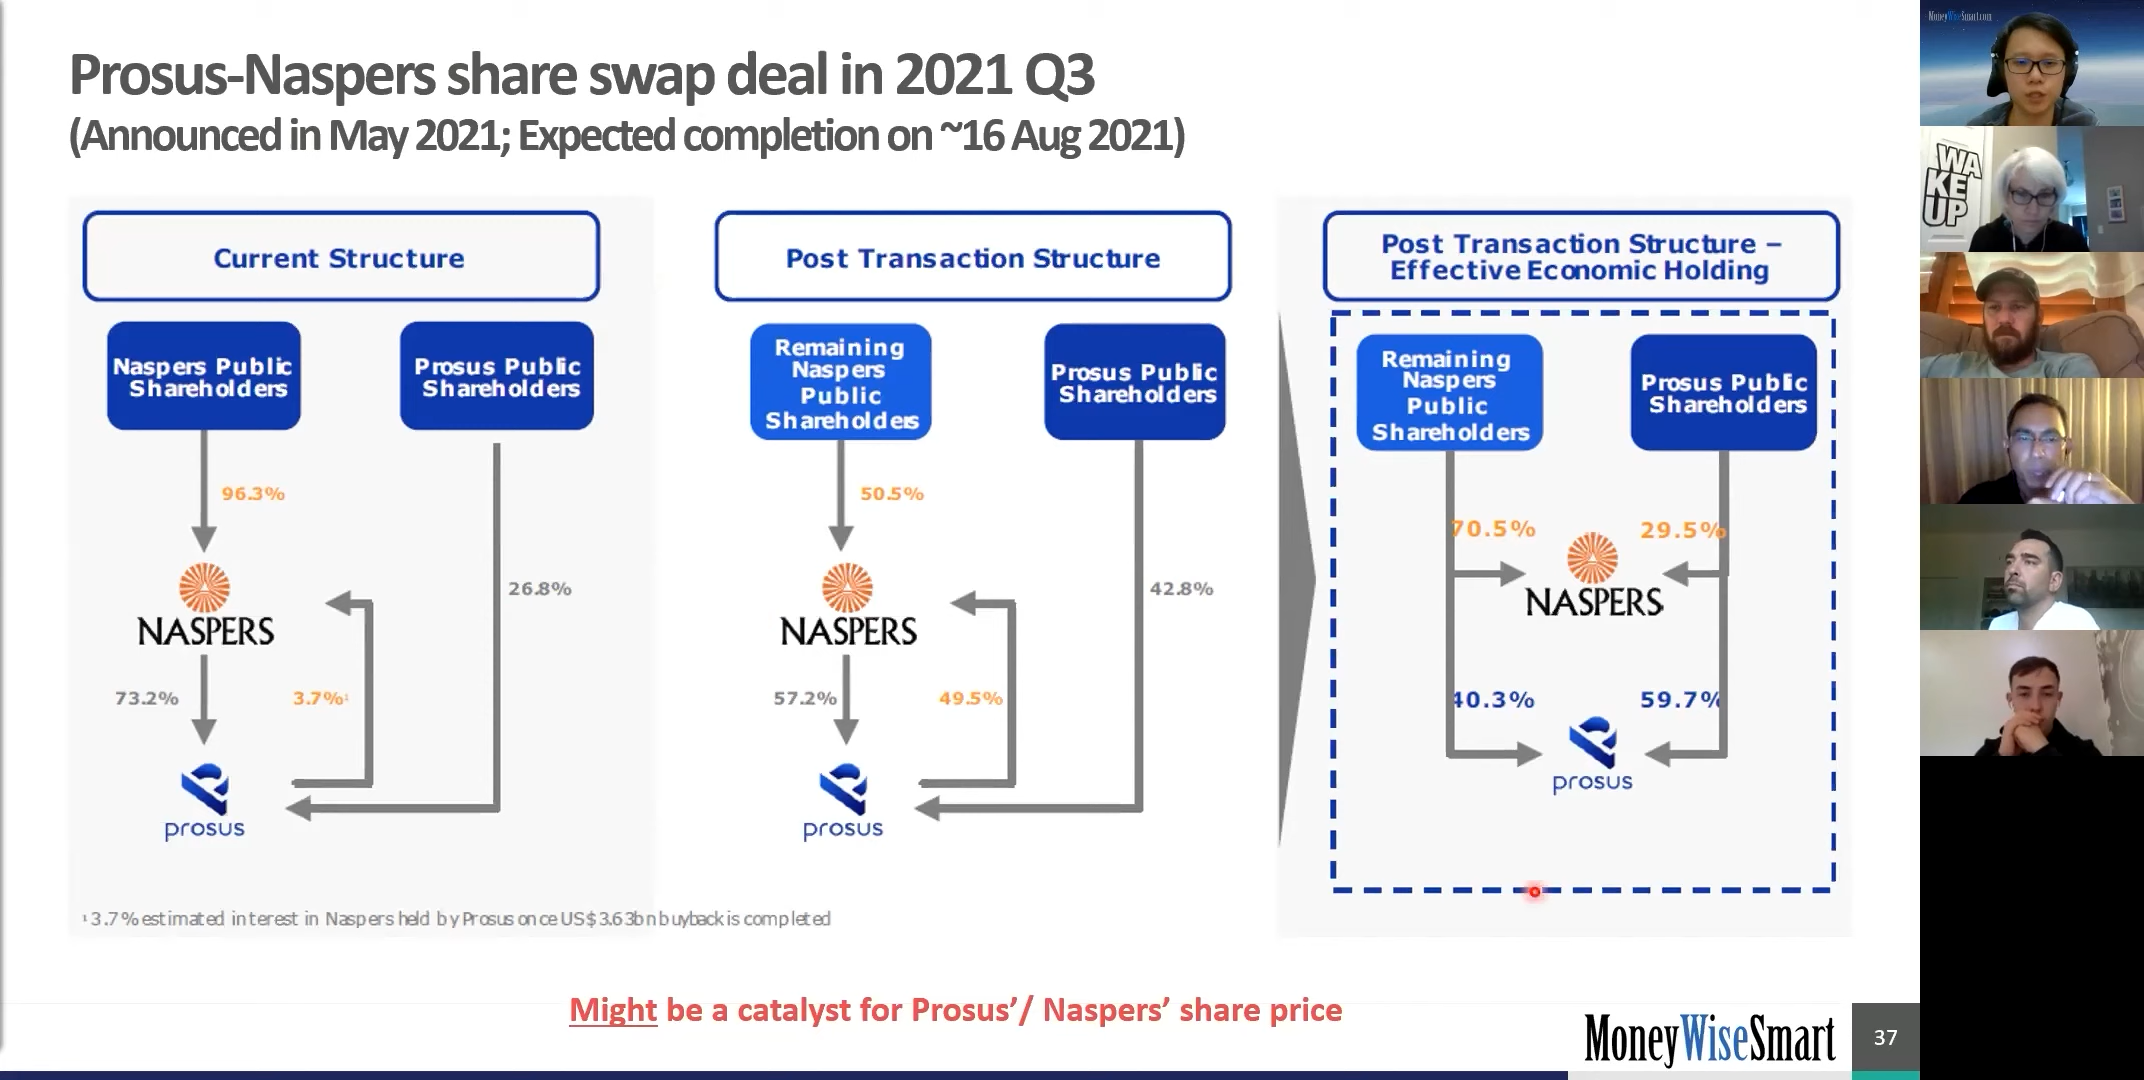 Prosus-Naspers share swap deal in 2021 Q3
(Announced in May 2021; Expected completion on ~16 Aug 2021)
Current Structure
Naspers Public
Shareholders
Prosus Public
Shareholders
96.3%
26.8%
NASPERS
73.2%
3.7%¹
prosus
Post Transaction Structure
Remaining
Naspers
Public
Shareholders
Prosus Public
Shareholders
50.5%
42.8%
NASPERS
57.2%
49.5%
prosus
Post Transaction Structure –
Effective Economic Holding
Remaining
Naspers
Public
Shareholders
Prosus Public
Shareholders
70.5%
29.5%
NASPERS
40.3%
59.7%
prosus
¹ 3.7% estimated interest in Naspers held by Prosus once US$3.63bn buyback is completed
Might be a catalyst for Prosus’/ Naspers’ share price
MoneyWiseSmart
37
MoneyWiseSmart.com
WA
KE
UP